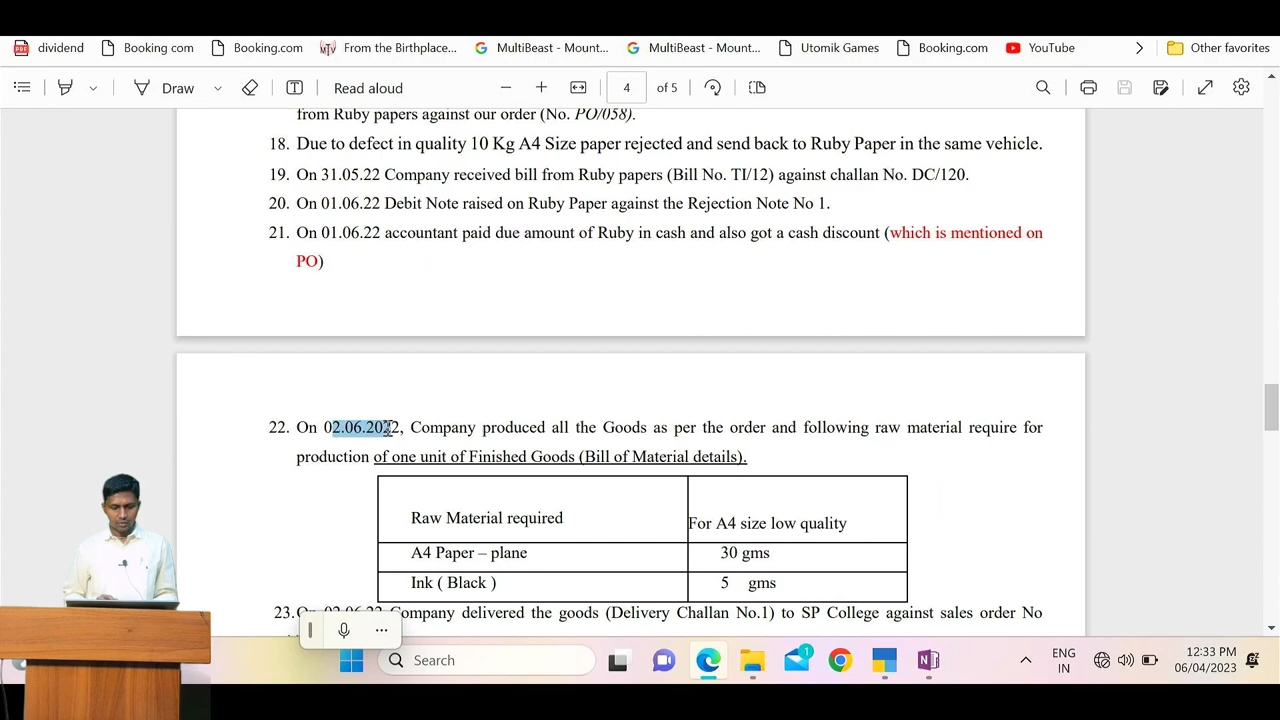 dividend Booking com Booking.com From the Birthplace... MultiBeast - Mount... MultiBeast - Mount... Utomik Games Booking.com YouTube Other favorites
Draw Read aloud 4 of 5
from Ruby papers against our order (No. PO/058).
18. Due to defect in quality 10 Kg A4 Size paper rejected and send back to Ruby Paper in the same vehicle.
19. On 31.05.22 Company received bill from Ruby papers (Bill No. TI/12) against challan No. DC/120.
20. On 01.06.22 Debit Note raised on Ruby Paper against the Rejection Note No 1.
21. On 01.06.22 accountant paid due amount of Ruby in cash and also got a cash discount (which is mentioned on
PO)
22. On 02.06.2022, Company produced all the Goods as per the order and following raw material require for
production of one unit of Finished Goods (Bill of Material details).
Raw Material required For A4 size low quality
A4 Paper – plane 30 gms
Ink ( Black ) 5 gms
23. On 02.06.22 Company delivered the goods (Delivery Challan No.1) to SP College against sales order No
Search 1 ENG IN 12:33 PM 06/04/2023